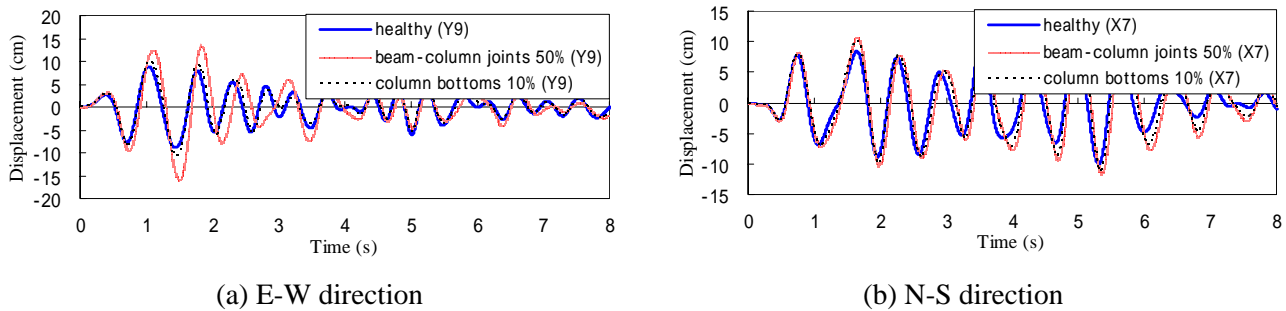 20
15
10
5
0
-5
-10
-15
-20
Displacement (cm)
healthy (Y9)
beam-column joints 50% (Y9)
column bottoms 10% (Y9)
0 1 2 3 4 5 6 7 8
Time (s)
(a) E-W direction
15
10
5
0
-5
-10
15
Displacement (cm)
healthy (X7)
beam-column joints 50% (X7)
column bottoms 10% (X7)
0 1 2 3 4 5 6 7 8
Time (s)
(b) N-S direction